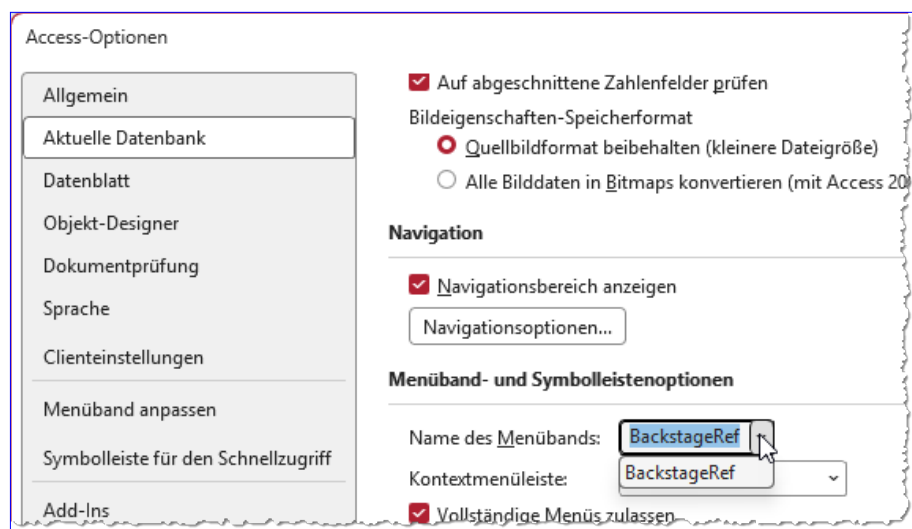 Access-Optionen
Allgemein
Aktuelle Datenbank
Datenblatt
Objekt-Designer
Dokumentprüfung
Sprache
Clienteinstellungen
Menüband anpassen
Symbolleiste für den Schnellzugriff
Add-Ins
Auf abgeschnittene Zahlenfelder prüfen
Bildeigenschaften-Speicherformat
Quellbildformat beibehalten (kleinere Dateigröße)
Alle Bilddaten in Bitmaps konvertieren (mit Access
Navigation
Navigationsbereich anzeigen
Navigationsoptionen...
Menüband- und Symbolleistenoptionen
Name des Menübands: BackstageRef
BackstageRef
Kontextmenüleiste:
Vollständige Menüs zulassen